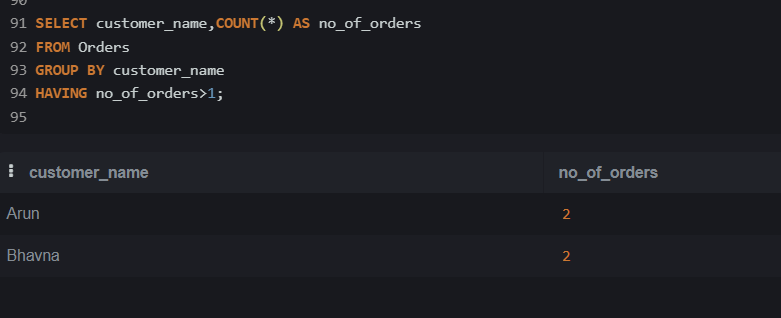 90
91 SELECT customer_name,COUNT(*) AS no_of_orders
92 FROM Orders
93 GROUP BY customer_name
94 HAVING no_of_orders>1;
95
customer_name no_of_orders
Arun 2
Bhavna 2